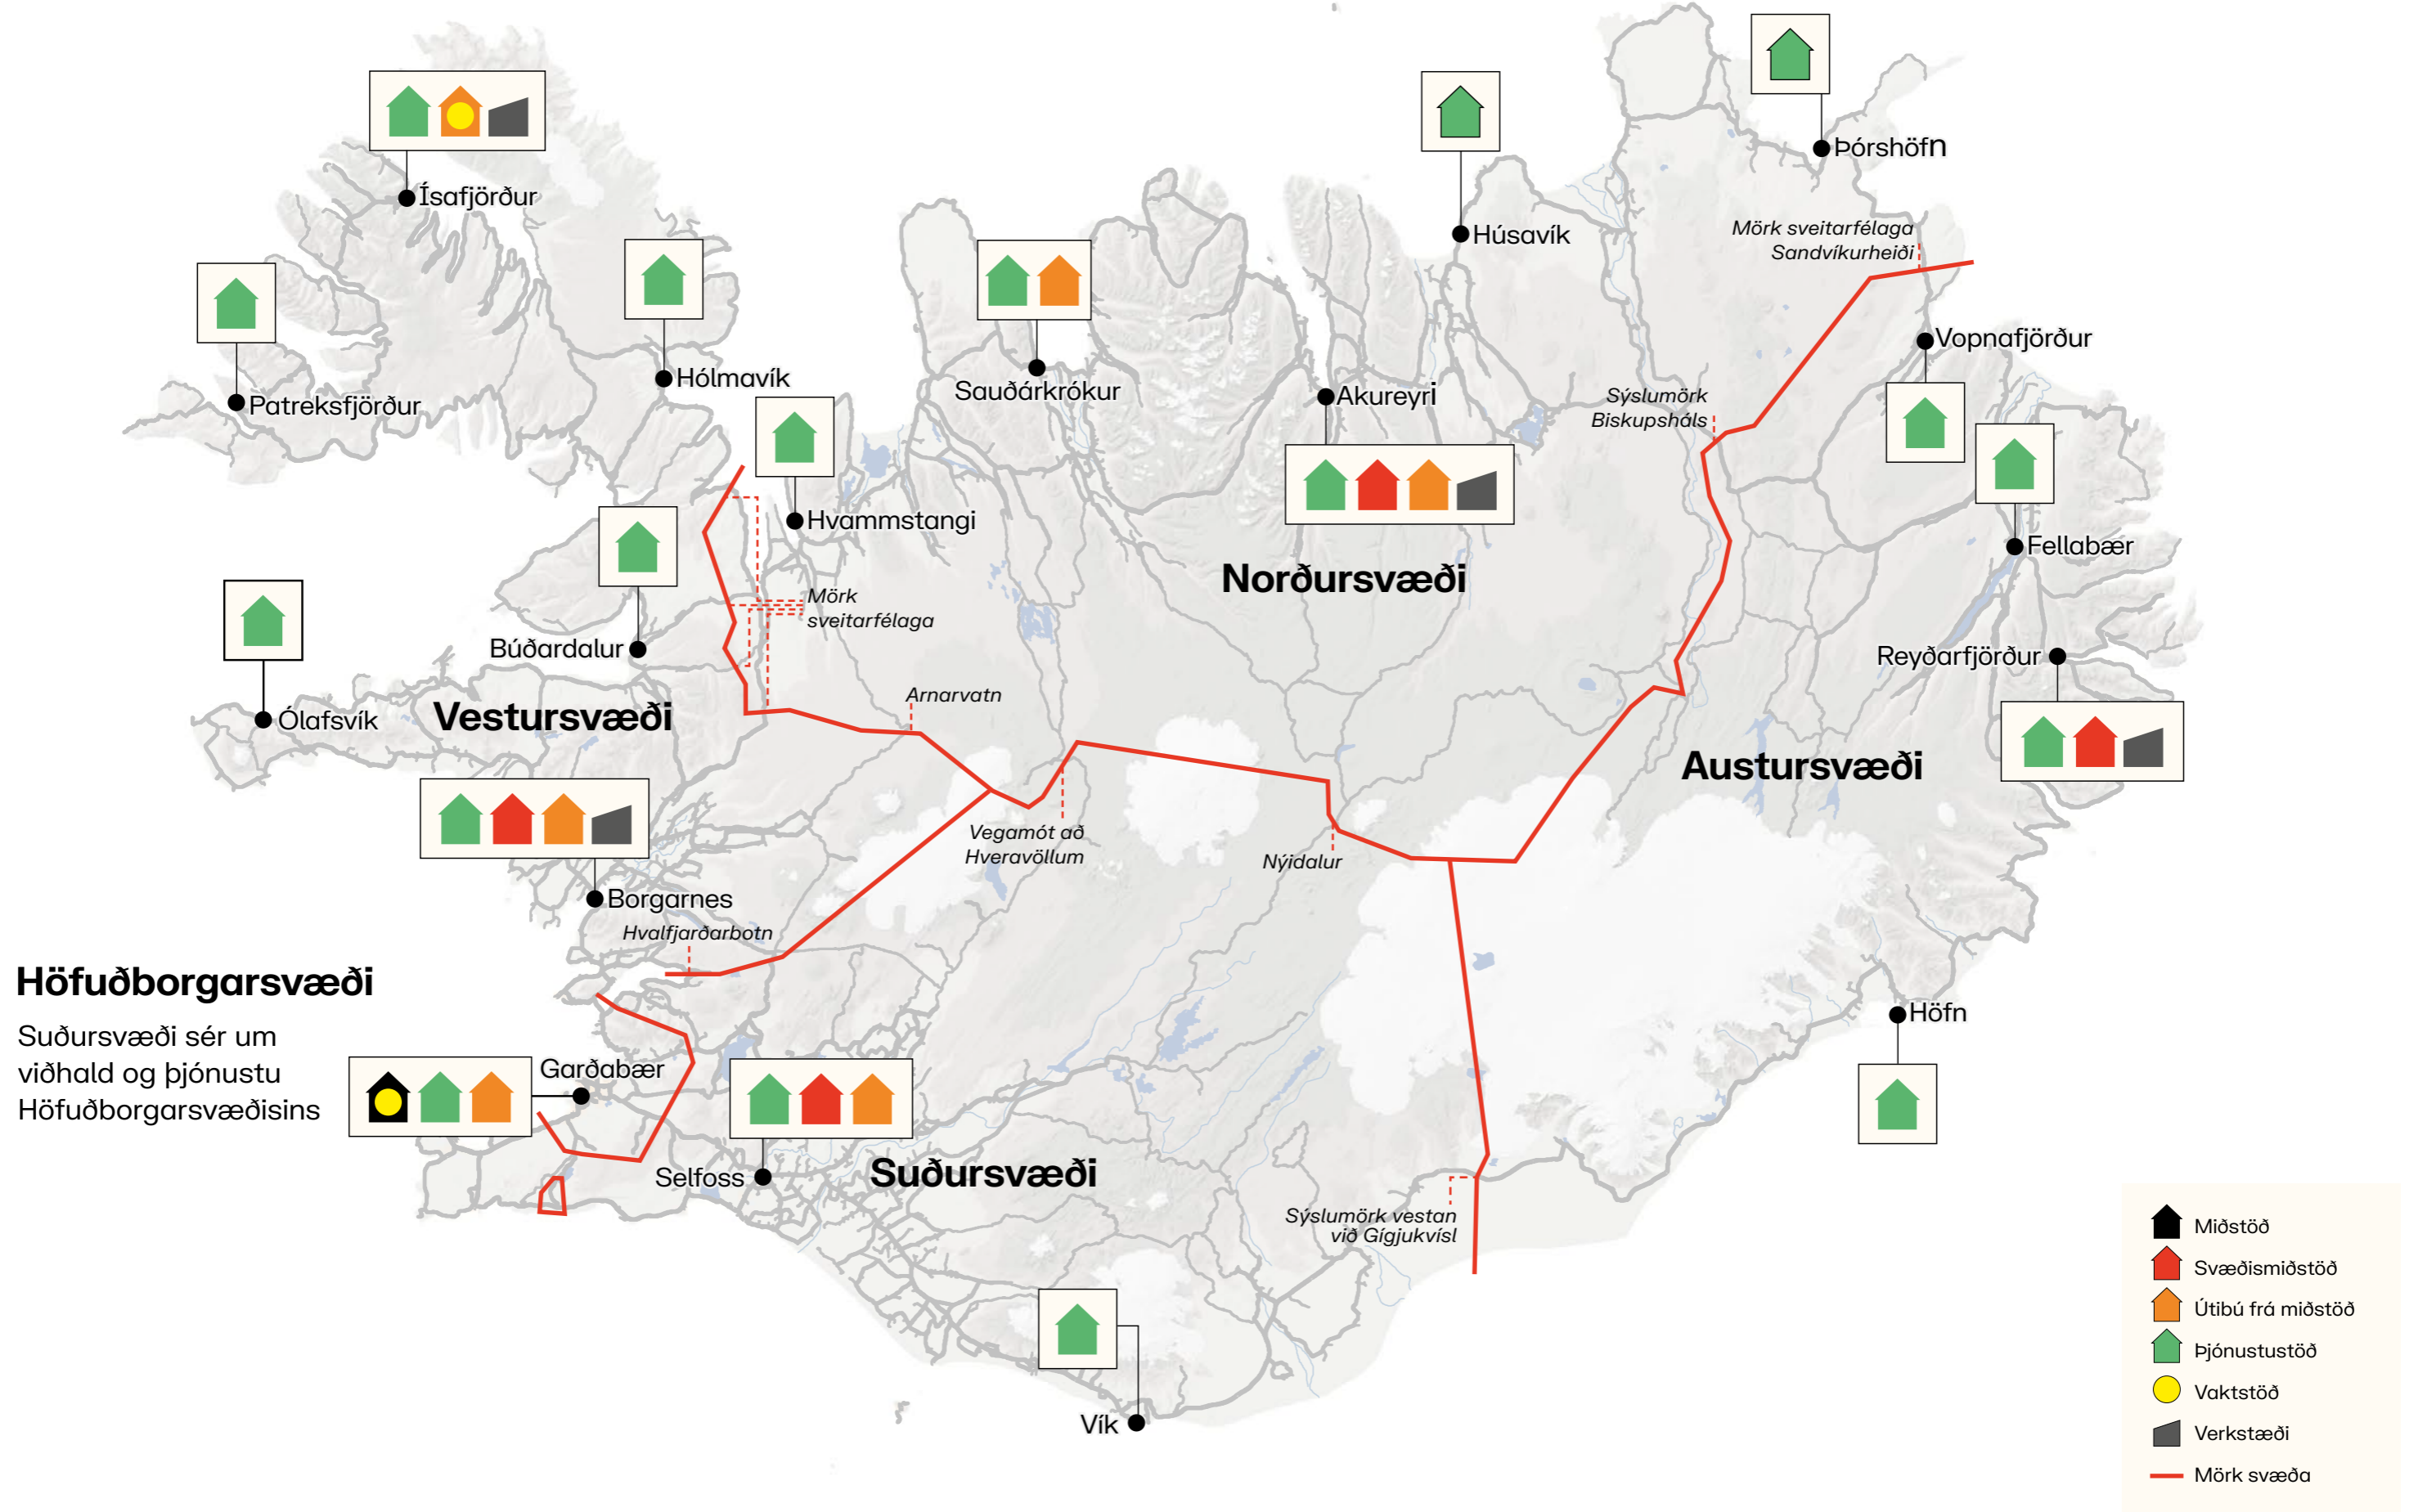 Þórshöfn
Ísafjörður
Húsavík
Mörk sveitarfélaga
Sandvíkurheiði
Vopnafjörður
Hólmavík
Sauðárkrókur
Akureyri
Patreksfjörður
Sýslumörk
Biskupsháls
Hvammstangi
Fellabær
Norðursvæði
Mörk
sveitarfélaga
Búðardalur
Reyðarfjörður
Arnarvatn
Ólafsvík
Vestursvæði
Austursvæði
Vegamót að
Hveravöllum
Nýidalur
Borgarnes
Hvalfjarðarbotn
Höfuðborgarsvæði
Suðursvæði sér um
viðhald og þjónustu
Höfuðborgarsvæðisins
Höfn
Garðabær
Selfoss
Suðursvæði
Sýslumörk vestan
við Gígjukvísl
Vík
Miðstöð
Svæðismiðstöð
Útibú frá miðstöð
Þjónustustöð
Vaktstöð
Verkstæði
Mörk svæða